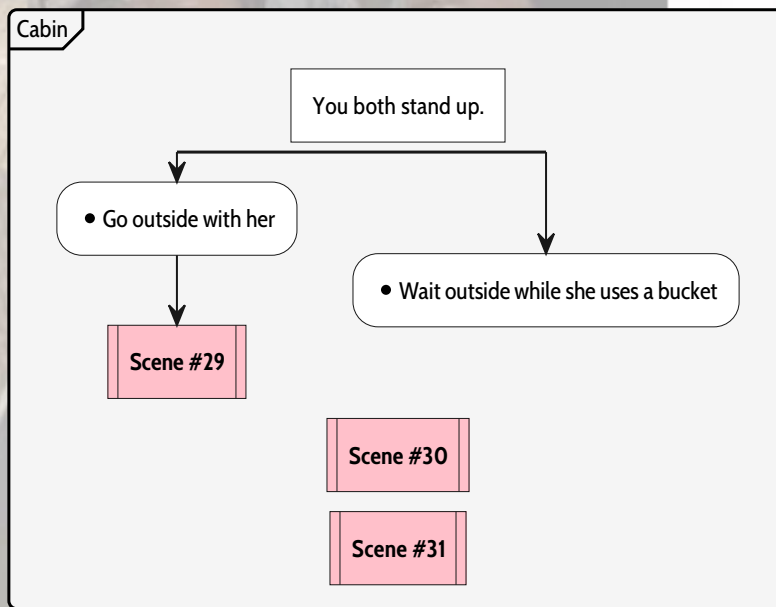 Cabin
You both stand up.
• Go outside with her
• Wait outside while she uses a bucket
Scene #29
Scene #30
Scene #31